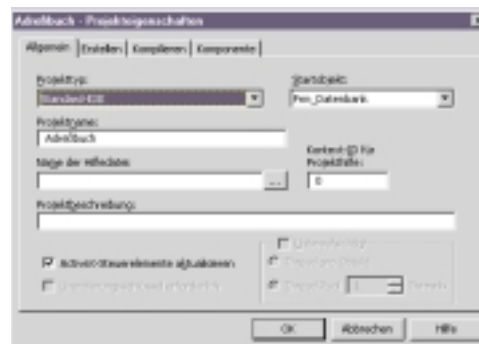 Adreßbuch - Projekteigenschaften
Allgemein Erstellen Kompilieren Komponente
Projekttyp: Startobjekt:
Standard-EXE Frm_Datenbank
Projektname:
Adreßbuch
Kontext-ID für
Name der Hilfedatei: Projekthilfe:
... 0
Projektbeschreibung:
ActiveX-Steuerelemente aktualisieren
OK Abbrechen Hilfe